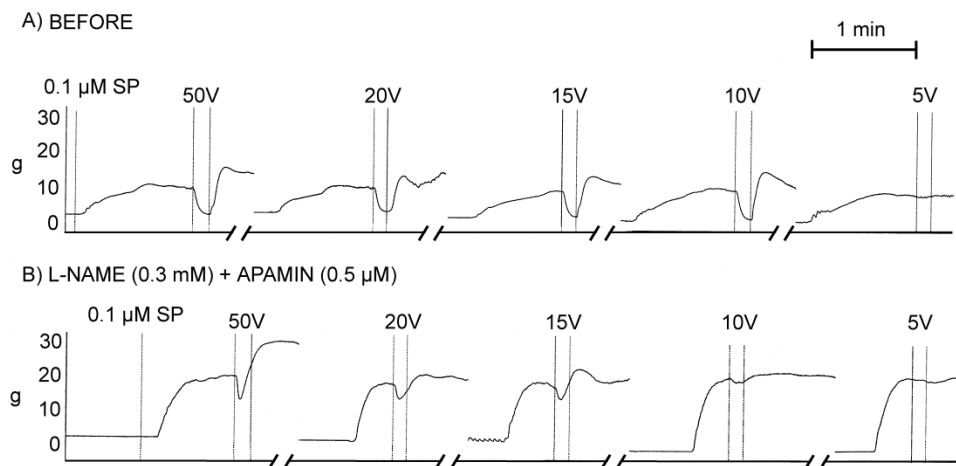 A) BEFORE
1 min
0.1 µM SP
50V
20V
15V
10V
5V
30
20
g
10
0
B) L-NAME (0.3 mM) + APAMIN (0.5 µM)
0.1 µM SP
50V
20V
15V
10V
5V
30
20
g
10
0